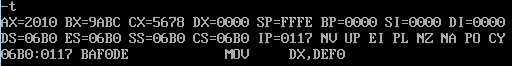 -t
AX=2010 BX=9ABC CX=5678 DX=0000 SP=FFFE BP=0000 SI=0000 DI=0000
DS=06B0 ES=06B0 SS=06B0 CS=06B0 IP=0117 NV UP EI PL NZ NA PO CY
06B0:0117 BAF0DE MOV DX,DEF0